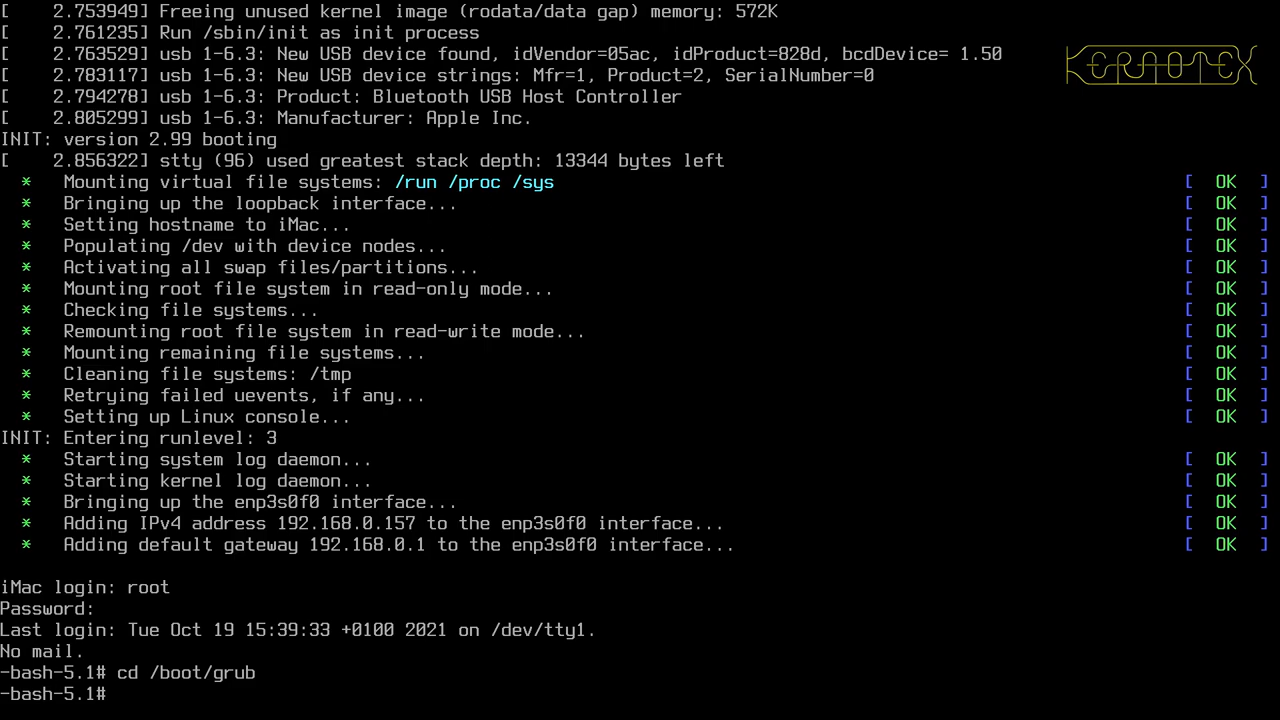 [    2.753949] Freeing unused kernel image (rodata/data gap) memory: 572K
[    2.761235] Run /sbin/init as init process
[    2.763529] usb 1-6.3: New USB device found, idVendor=05ac, idProduct=828d, bcdDevice= 1.50
[    2.783117] usb 1-6.3: New USB device strings: Mfr=1, Product=2, SerialNumber=0
[    2.794278] usb 1-6.3: Product: Bluetooth USB Host Controller
[    2.805299] usb 1-6.3: Manufacturer: Apple Inc.
INIT: version 2.99 booting
[    2.856322] stty (96) used greatest stack depth: 13344 bytes left
  *   Mounting virtual file systems: /run /proc /sys [  OK  ]
  *   Bringing up the loopback interface... [  OK  ]
  *   Setting hostname to iMac... [  OK  ]
  *   Populating /dev with device nodes... [  OK  ]
  *   Activating all swap files/partitions... [  OK  ]
  *   Mounting root file system in read-only mode... [  OK  ]
  *   Checking file systems... [  OK  ]
  *   Remounting root file system in read-write mode... [  OK  ]
  *   Mounting remaining file systems... [  OK  ]
  *   Cleaning file systems: /tmp [  OK  ]
  *   Retrying failed uevents, if any... [  OK  ]
  *   Setting up Linux console... [  OK  ]
INIT: Entering runlevel: 3
  *   Starting system log daemon... [  OK  ]
  *   Starting kernel log daemon... [  OK  ]
  *   Bringing up the enp3s0f0 interface... [  OK  ]
  *   Adding IPv4 address 192.168.0.157 to the enp3s0f0 interface... [  OK  ]
  *   Adding default gateway 192.168.0.1 to the enp3s0f0 interface... [  OK  ]
iMac login: root
Password:
Last login: Tue Oct 19 15:39:33 +0100 2021 on /dev/tty1.
No mail.
-bash-5.1# cd /boot/grub
-bash-5.1#